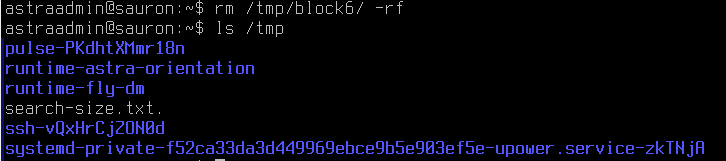 astraadmin@sauron:~$ rm /tmp/block6/ -rf
astraadmin@sauron:~$ ls /tmp
pulse-PKdhtXMmr18n
runtime-astra-orientation
runtime-fly-dm
search-size.txt.
ssh-vQxHrCjZON0d
systemd-private-f52ca33da3d449969ebce9b5e903ef5e-upower.service-zkTNjA